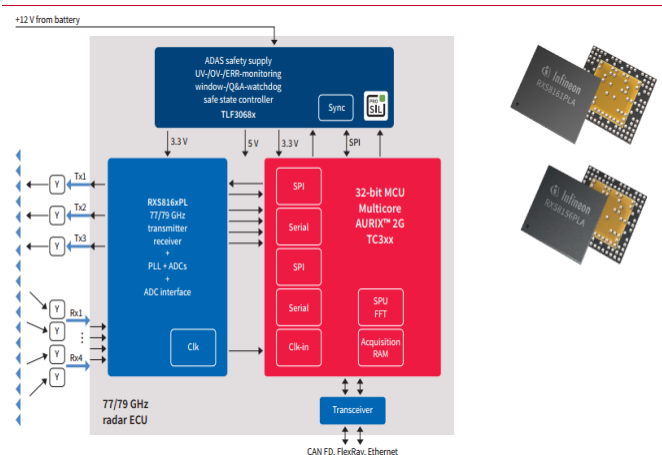 +12 V from battery
ADAS safety supply
UV-/OV-/ERR-monitoring
window-/Q&A-watchdog
safe state controller
TLF3068x
Sync
PRO
SIL
3.3 V
5 V
3.3 V
SPI
Tx1
Y
Tx2
Y
Tx3
Y
RXS816xPL
77/79 GHz
transmitter
receiver
+
PLL + ADCs
+
ADC interface
Clk
SPI
Serial
SPI
Serial
Clk-in
32-bit MCU
Multicore
AURIX™ 2G
TC3xx
SPU
FFT
Acquisition
RAM
Y
Rx1
Y
Y
Rx4
Y
77/79 GHz
radar ECU
Transceiver
CAN FD, FlexRay, Ethernet
Infineon
RXS8161PLA
Infineon
RXS8156PLA